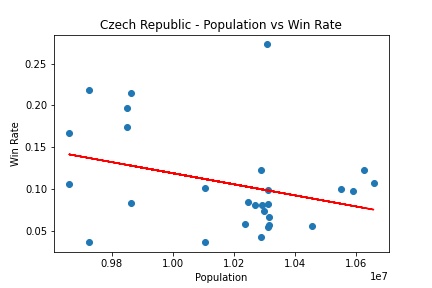 Czech Republic - Population vs Win Rate
Win Rate
0.25
0.20
0.15
0.10
0.05
0.98 1.00 1.02 1.04 1.06
1e7
Population